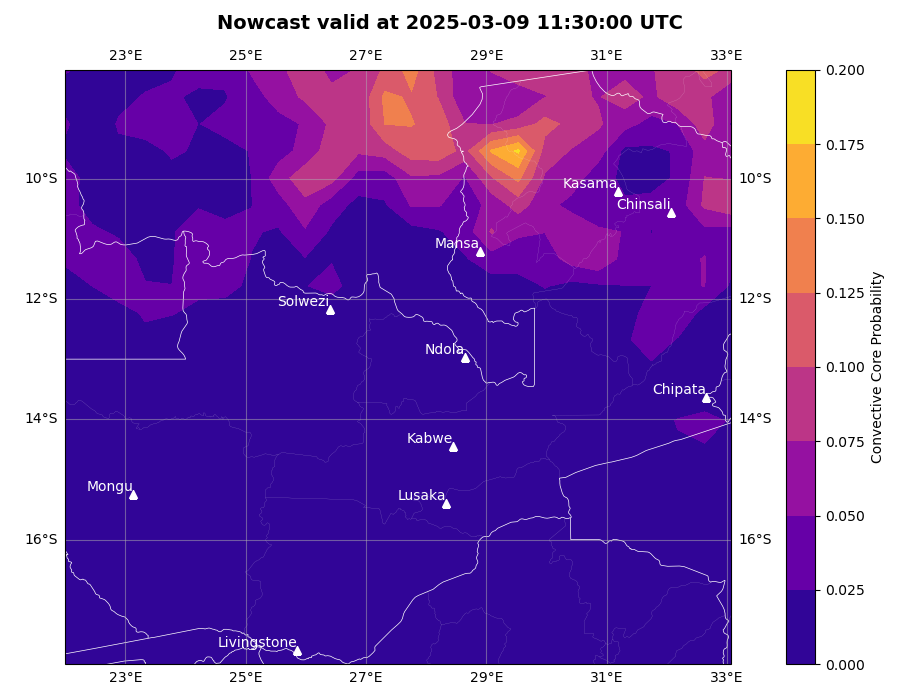 Nowcast valid at 2025-03-09 11:30:00 UTC
23°E 25°E 27°E 29°E 31°E 33°E
0.200
0.175
10°S 10°S
Kasama
Chinsali
0.150
Mansa
12°S 12°S
Solwezi
0.125
Ndola
0.100
Chipata
14°S 14°S
Kabwe
0.075
Mongu
Lusaka
0.050
16°S 16°S
0.025
Livingstone
0.000
23°E 25°E 27°E 29°E 31°E 33°E
Convective Core Probability